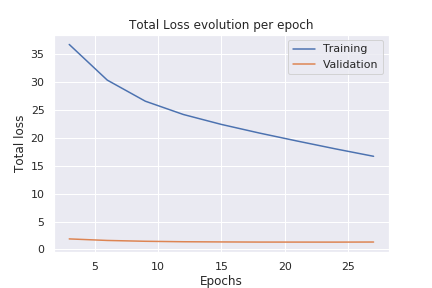 Total Loss evolution per epoch
Training
Validation
Total loss
35
30
25
20
15
10
5
0
5 10 15 20 25
Epochs